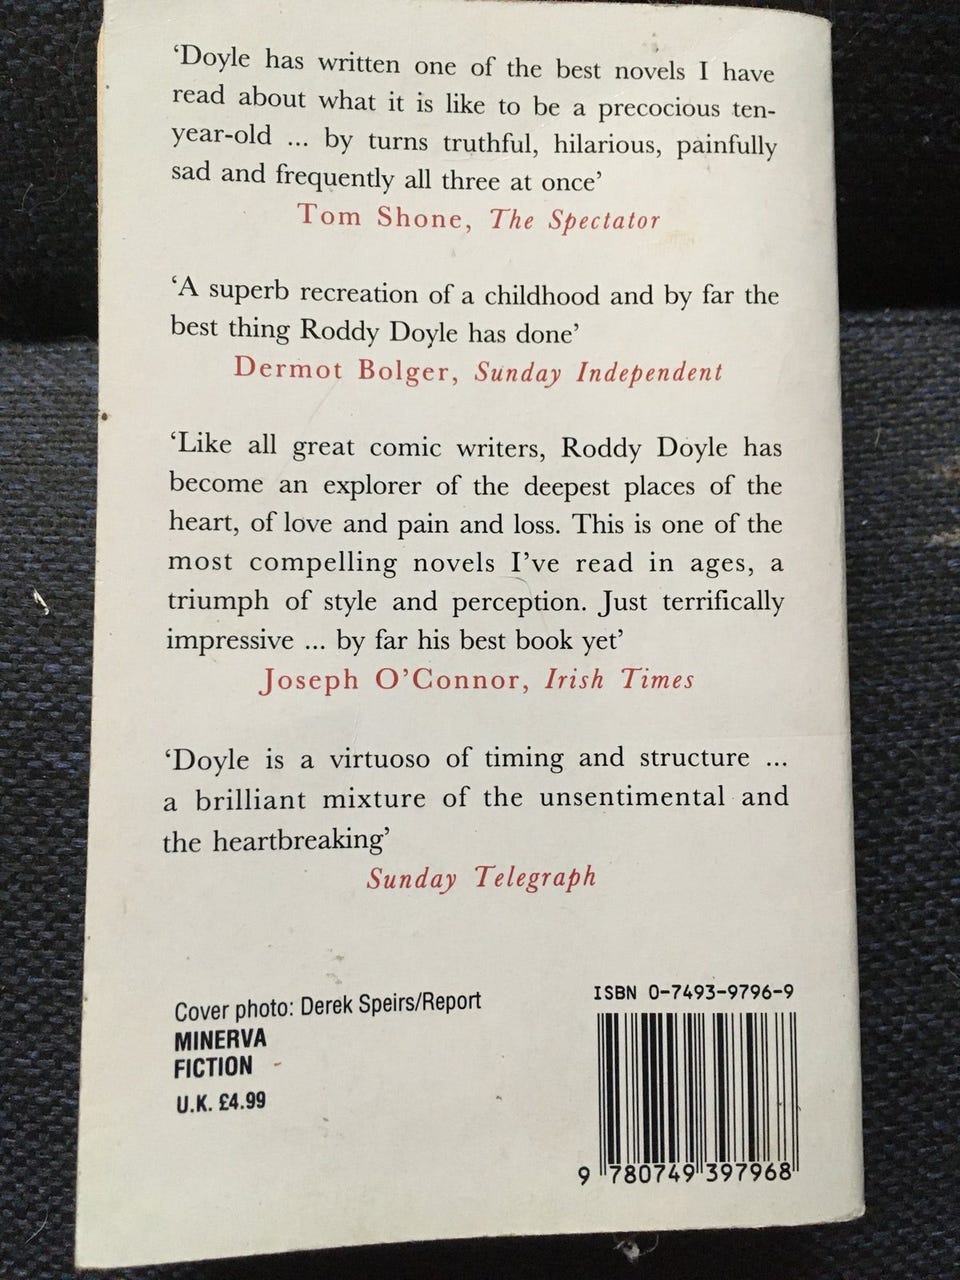 ‘Doyle has written one of the best novels I have
read about what it is like to be a precocious ten-
year-old ... by turns truthful, hilarious, painfully
sad and frequently all three at once’
Tom Shone, The Spectator
‘A superb recreation of a childhood and by far the
best thing Roddy Doyle has done’
Dermot Bolger, Sunday Independent
‘Like all great comic writers, Roddy Doyle has
become an explorer of the deepest places of the
heart, of love and pain and loss. This is one of the
most compelling novels I’ve read in ages, a
triumph of style and perception. Just terrifically
impressive ... by far his best book yet’
Joseph O’Connor, Irish Times
‘Doyle is a virtuoso of timing and structure ...
a brilliant mixture of the unsentimental and
the heartbreaking’
Sunday Telegraph
Cover photo: Derek Speirs/Report
MINERVA
FICTION
U.K. £4.99
ISBN 0-7493-9796-9
9 780749 397968